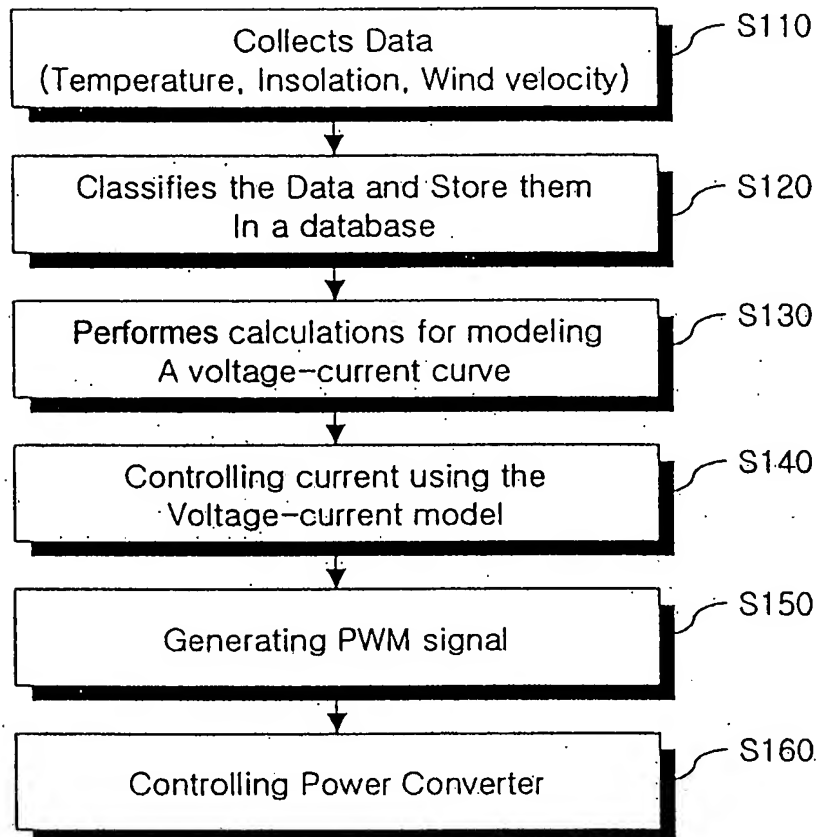 Collects Data
(Temperature, Insolation, Wind velocity)
S110
Classifies the Data and Store them
In a database
S120
Performes calculations for modeling
A voltage-current curve
S130
Controlling current using the
Voltage-current model
S140
Generating PWM signal
S150
Controlling Power Converter
S160